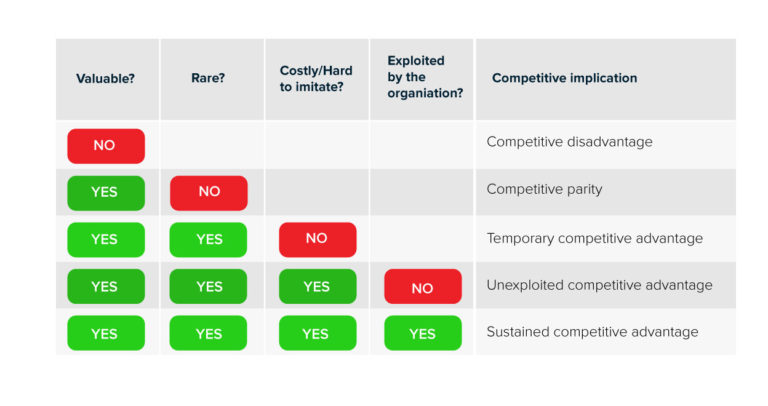 Valuable?
Rare?
Costly/Hard
to imitate?
Exploited
by the
organiation?
Competitive implication
NO
Competitive disadvantage
YES
NO
Competitive parity
YES
YES
NO
Temporary competitive advantage
YES
YES
YES
NO
Unexploited competitive advantage
YES
YES
YES
YES
Sustained competitive advantage